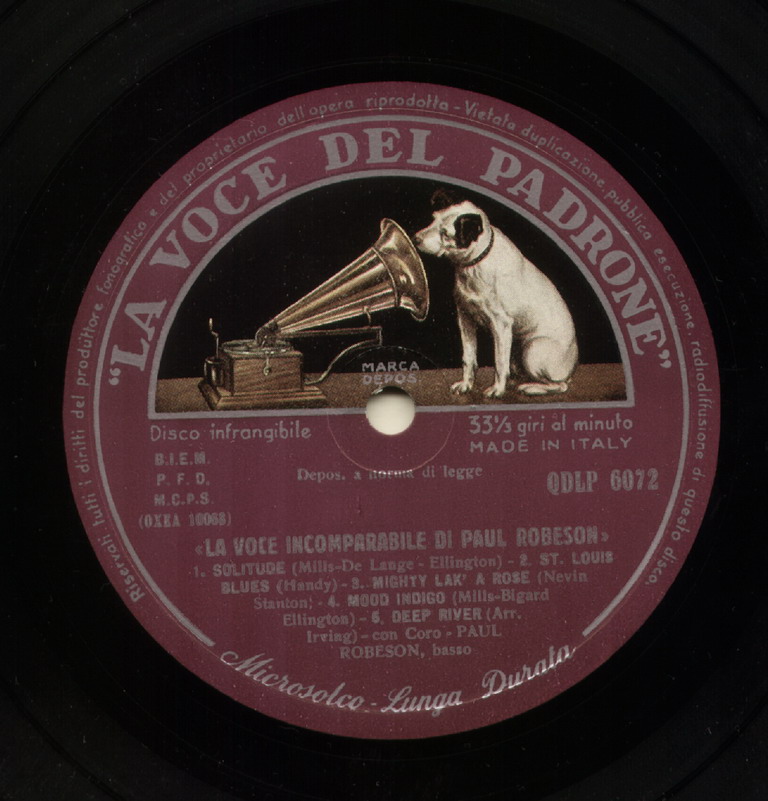 Riservati tutti i diritti del produttore fonografico e del proprietario dell'opera riprodotta - Vietata duplicazione, pubblica esecuzione, radiodiffusione di questo disco.
"LA VOCE DEL PADRONE"
MARCA
DEPOS.
Disco infrangibile
33⅓ giri al minuto
MADE IN ITALY
B.I.E.M.
P. F. D.
M.C.P.S.
(OXEA 10068)
Depos. a norma di legge
QDLP 6072
«LA VOCE INCOMPARABILE DI PAUL ROBESON»
1. SOLITUDE (Mills-De Lange - Ellington) - 2. ST. LOUIS
BLUES (Handy) - 3. MIGHTY LAK' A ROSE (Nevin
Stanton) - 4. MOOD INDIGO (Mills-Bigard
Ellington) - 5. DEEP RIVER (Arr.
Irving) - con Coro - PAUL
ROBESON, basso
Microsolco - Lunga Durata